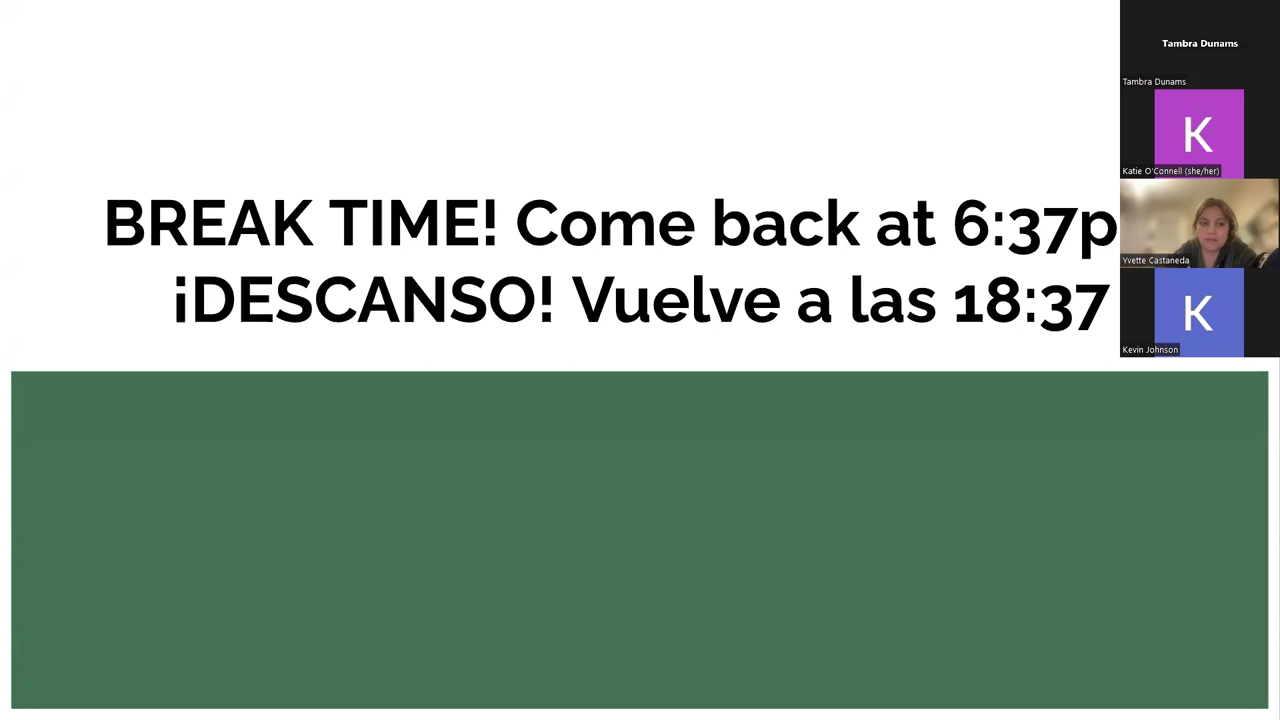 BREAK TIME! Come back at 6:37p
¡DESCANSO! Vuelve a las 18:37
Tambra Dunams
Tambra Dunams
K
Katie O'Connell (she/her)
Yvette Castaneda
K
Kevin Johnson